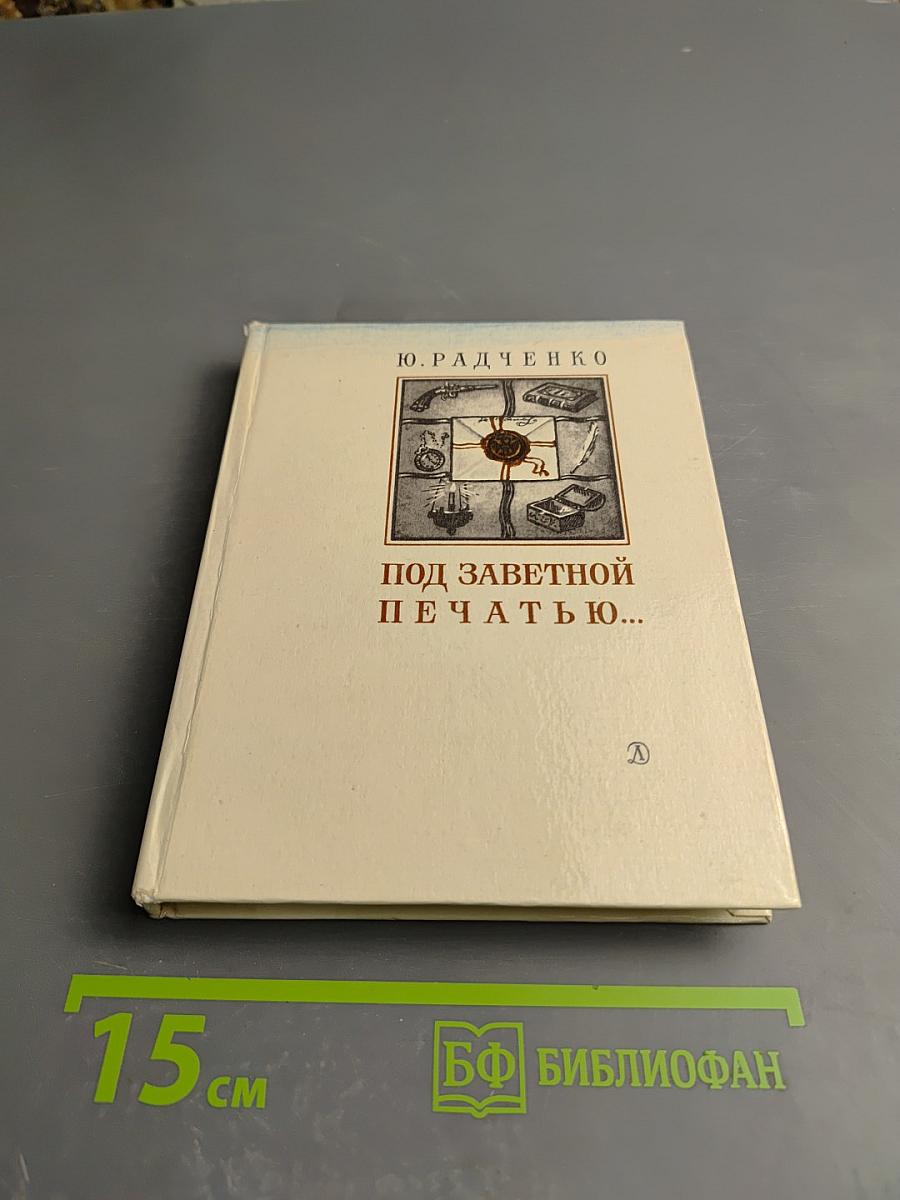 Ю. РАДЧЕНКО
ПОД ЗАВЕТНОЙ
ПЕЧАТЬЮ...
Д
15 см
БФ БИБЛИОФАН